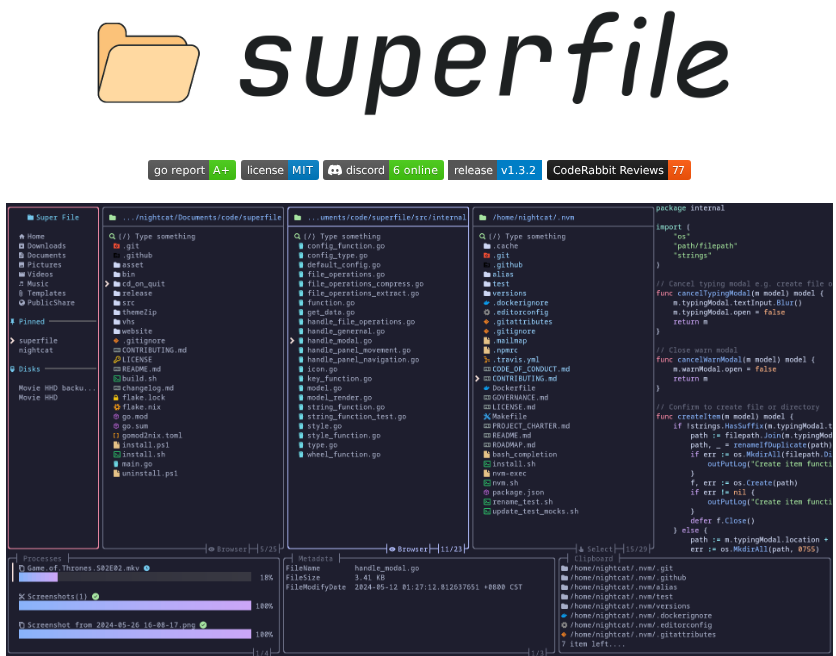 superfile
go report A+ license MIT discord 6 online release v1.3.2 CodeRabbit Reviews 77
Super File
Home
Downloads
Documents
Pictures
Videos
Music
Templates
PublicShare
Pinned
superfile
nightcat
Disks
Movie HHD backu...
Movie HHD
.../nightcat/Documents/code/superfile
(/) Type something
.git
.github
asset
bin
cd_on_quit
release
src
themeZip
vhs
website
.gitignore
CONTRIBUTING.md
LICENSE
README.md
build.sh
changelog.md
flake.lock
flake.nix
go.mod
go.sum
gomod2nix.toml
install.ps1
install.sh
main.go
uninstall.ps1
Browser 5/25
...uments/code/superfile/src/internal
(/) Type something
config_function.go
config_type.go
default_config.go
file_operations.go
file_operations_compress.go
file_operations_extract.go
function.go
get_data.go
handle_file_operations.go
handle_genernal.go
handle_modal.go
handle_panel_movement.go
handle_panel_navigation.go
icon.go
key_function.go
model.go
model_render.go
string_function.go
string_function_test.go
style.go
style_function.go
type.go
wheel_function.go
Browser 11/23
/home/nightcat/.nvm
(/) Type something
.cache
.git
.github
alias
test
versions
.dockerignore
.editorconfig
.gitattributes
.gitignore
.mailmap
.npmrc
.travis.yml
CODE_OF_CONDUCT.md
CONTRIBUTING.md
Dockerfile
GOVERNANCE.md
LICENSE.md
Makefile
PROJECT_CHARTER.md
README.md
ROADMAP.md
bash_completion
install.sh
nvm-exec
nvm.sh
package.json
rename_test.sh
update_test_mocks.sh
Select 15/29
package internal
import (
"os"
"path/filepath"
"strings"
)
// Cancel typing modal e.g. create file o
func cancelTypingModal(m model) model {
m.typingModal.textInput.Blur()
m.typingModal.open = false
return m
}
// Close warn modal
func cancelWarnModal(m model) model {
m.warnModal.open = false
return m
}
// Confirm to create file or directory
func createItem(m model) model {
if !strings.HasSuffix(m.typingModal.t
path := filepath.Join(m.typingMod
path, _ = renameIfDuplicate(path)
if err := os.MkdirAll(filepath.Di
outPutLog("Create item functi
}
f, err := os.Create(path)
if err != nil {
outPutLog("Create item functi
}
defer f.Close()
} else {
path := m.typingModal.location +
err := os.MkdirAll(path, 0755)
Processes
Game.of.Thrones.S02E02.mkv
18%
Screenshots(1)
100%
Screenshot from 2024-05-26 16-08-17.png
100%
1/4
Metadata
FileName handle_modal.go
FileSize 3.41 KB
FileModifyDate 2024-05-12 01:27:12.812637651 +0800 CST
1/3
Clipboard
/home/nightcat/.nvm/.git
/home/nightcat/.nvm/.github
/home/nightcat/.nvm/alias
/home/nightcat/.nvm/test
/home/nightcat/.nvm/versions
/home/nightcat/.nvm/.dockerignore
/home/nightcat/.nvm/.editorconfig
/home/nightcat/.nvm/.gitattributes
7 item left....